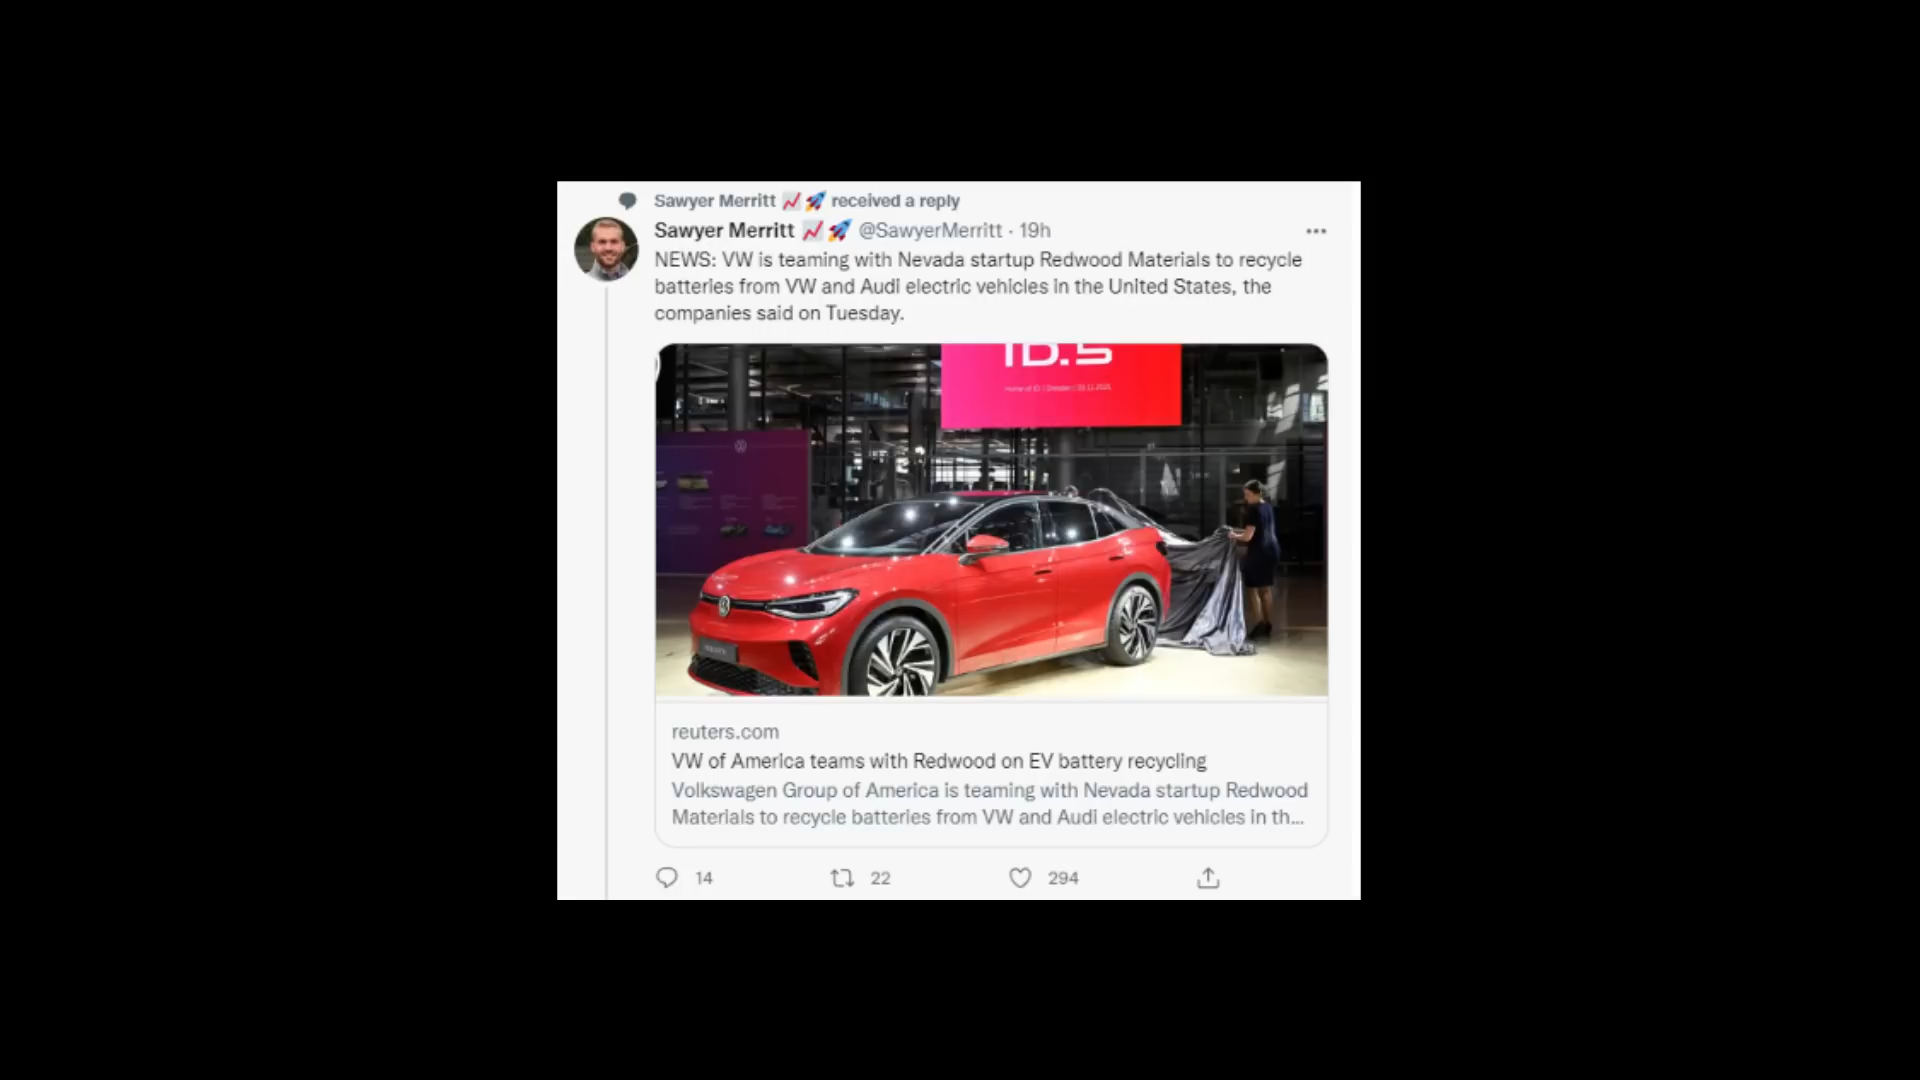 Sawyer Merritt 📈🚀 received a reply
Sawyer Merritt 📈🚀 @SawyerMerritt · 19h
NEWS: VW is teaming with Nevada startup Redwood Materials to recycle
batteries from VW and Audi electric vehicles in the United States, the
companies said on Tuesday.
ID.5
reuters.com
VW of America teams with Redwood on EV battery recycling
Volkswagen Group of America is teaming with Nevada startup Redwood
Materials to recycle batteries from VW and Audi electric vehicles in th...
14 22 294